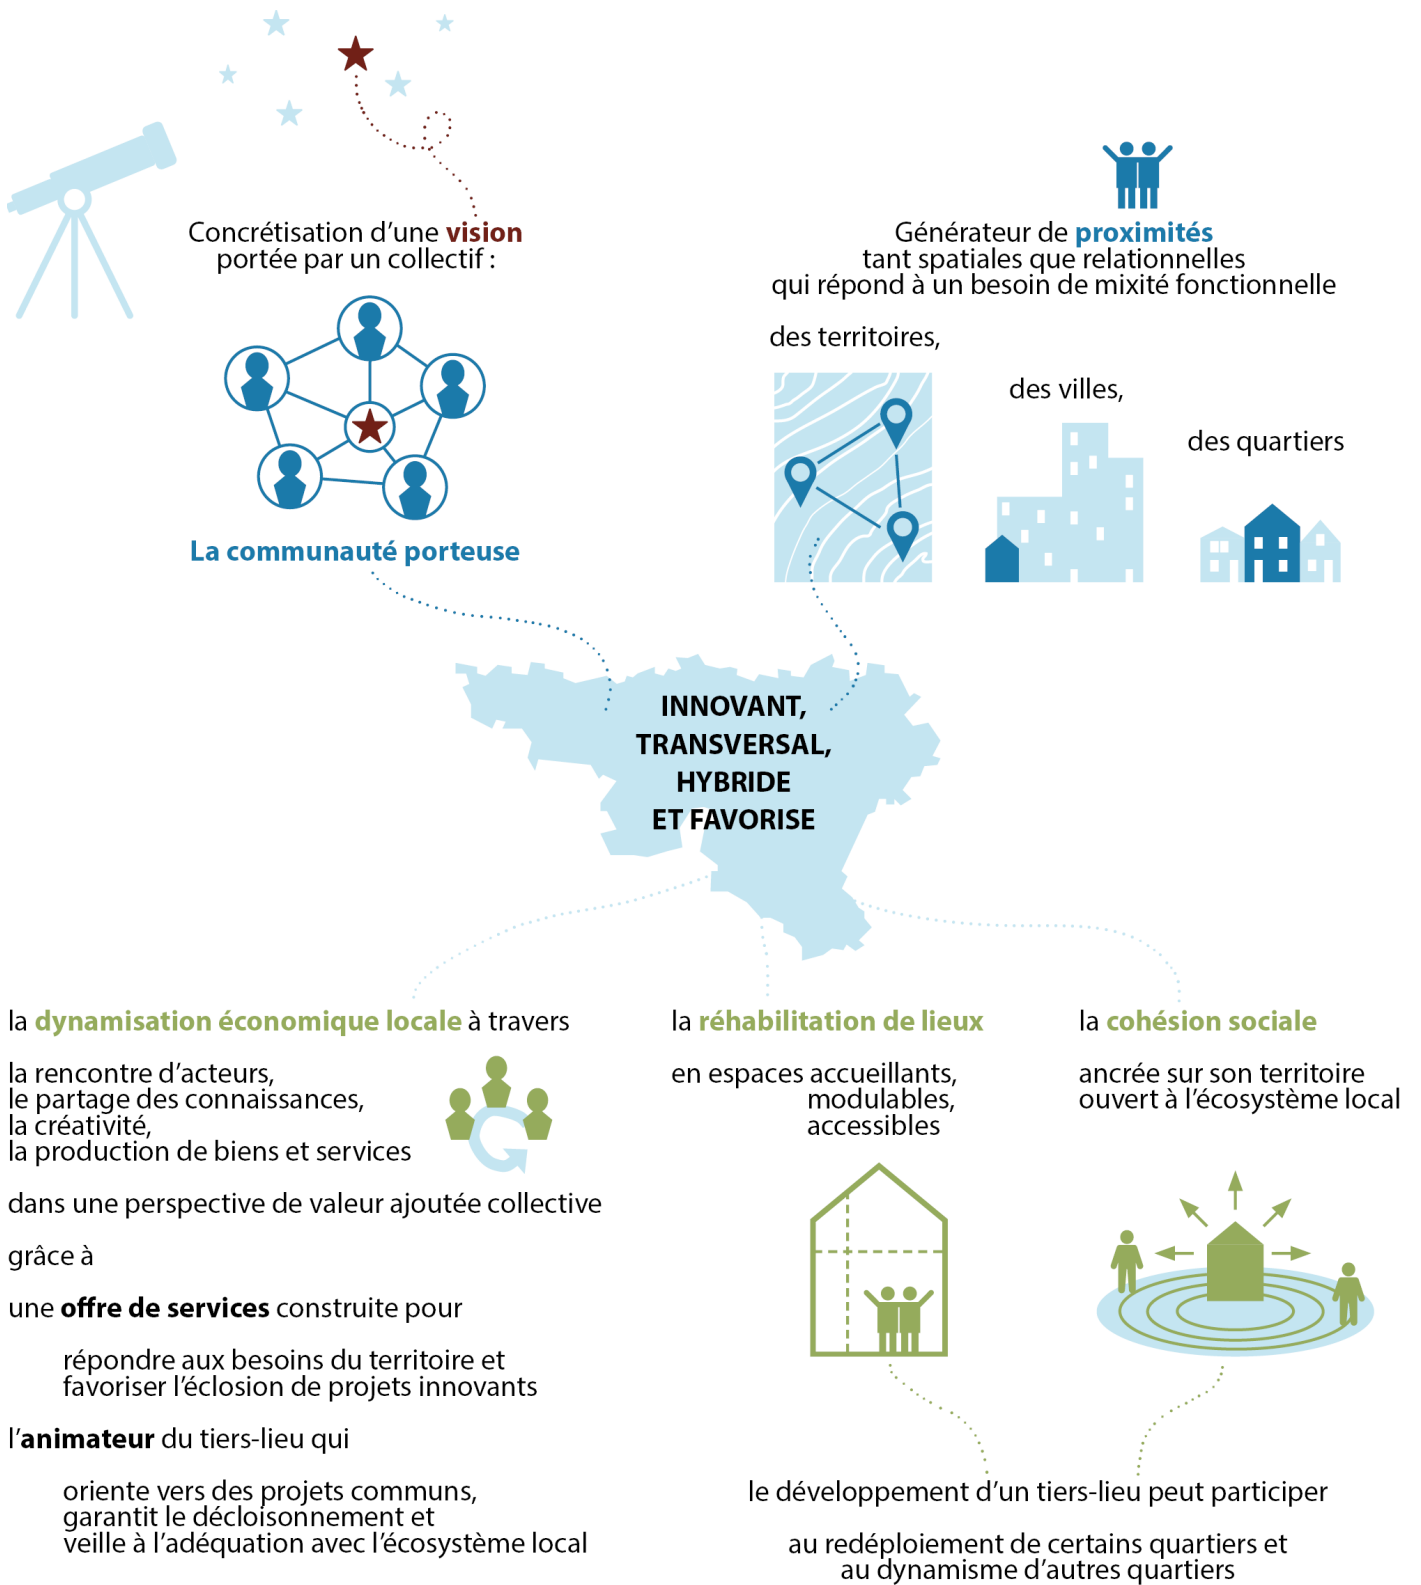 Concrétisation d’une vision
portée par un collectif :
La communauté porteuse
Générateur de proximités
tant spatiales que relationnelles
qui répond à un besoin de mixité fonctionnelle
des territoires,
des villes,
des quartiers
INNOVANT,
TRANSVERSAL,
HYBRIDE
ET FAVORISE
la dynamisation économique locale à travers
la rencontre d’acteurs,
le partage des connaissances,
la créativité,
la production de biens et services
dans une perspective de valeur ajoutée collective
grâce à
une offre de services construite pour
répondre aux besoins du territoire et
favoriser l’éclosion de projets innovants
l’animateur du tiers-lieu qui
oriente vers des projets communs,
garantit le décloisonnement et
veille à l’adéquation avec l’écosystème local
la réhabilitation de lieux
en espaces accueillants,
modulables,
accessibles
la cohésion sociale
ancrée sur son territoire
ouvert à l’écosystème local
le développement d’un tiers-lieu peut participer
au redéploiement de certains quartiers et
au dynamisme d’autres quartiers